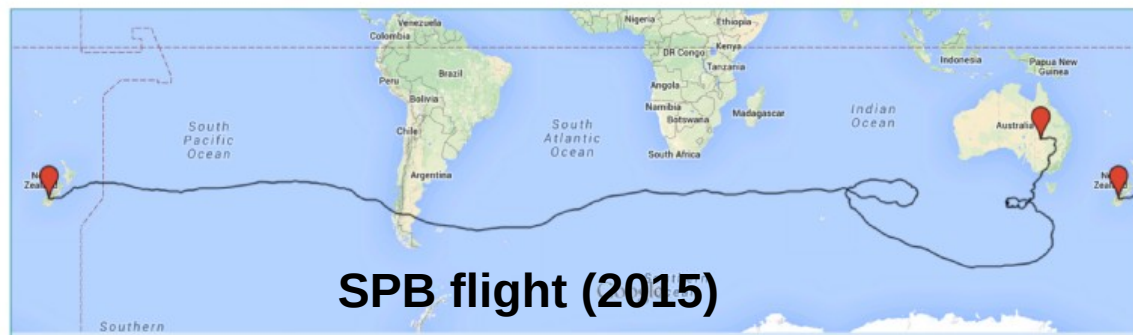 Venezuela
Colombia
Nigeria
Ethiopia
DR Congo
Kenya
Tanzania
Indonesia
Papua New
Guinea
Peru
Brazil
Bolivia
Angola
Namibia
Botswana
Madagascar
Indian
Ocean
South
Pacific
Ocean
Chile
South
Atlantic
Ocean
South Africa
Australia
Argentina
SPB flight (2015)
Southern